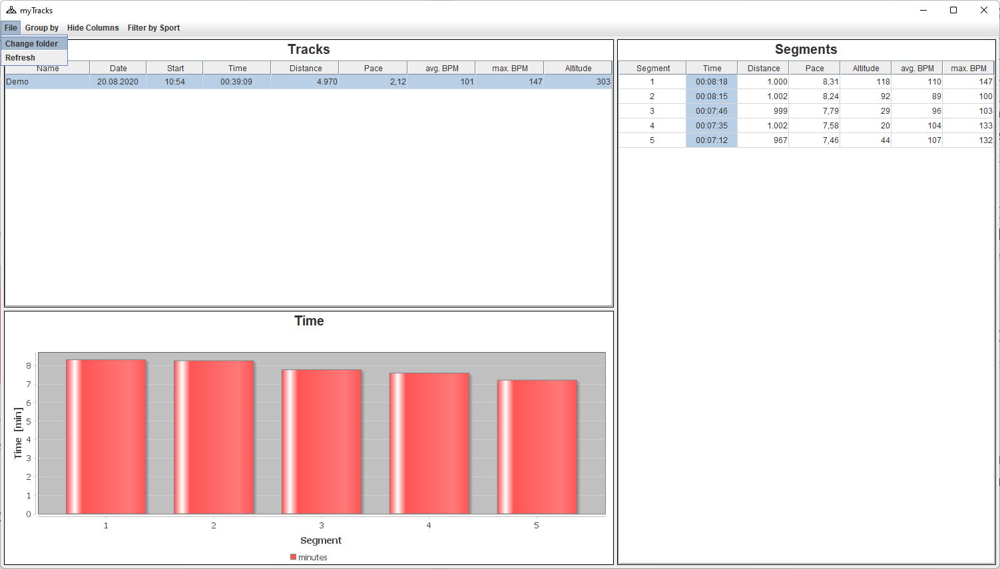 myTracks
File Group by Hide Columns Filter by Sport
Change folder
Refresh
Tracks
Name Date Start Time Distance Pace avg. BPM max. BPM Altitude
Demo 20.08.2020 10:54 00:39:09 4.970 2,12 101 147 303
Segments
Segment Time Distance Pace Altitude avg. BPM max. BPM
1 00:08:18 1.000 8,31 118 110 147
2 00:08:15 1.002 8,24 92 89 100
3 00:07:46 999 7,79 29 96 103
4 00:07:35 1.002 7,58 20 104 133
5 00:07:12 967 7,46 44 107 132
Time
Time [min]
8
7
6
5
4
3
2
1
0
1 2 3 4 5
Segment
minutes